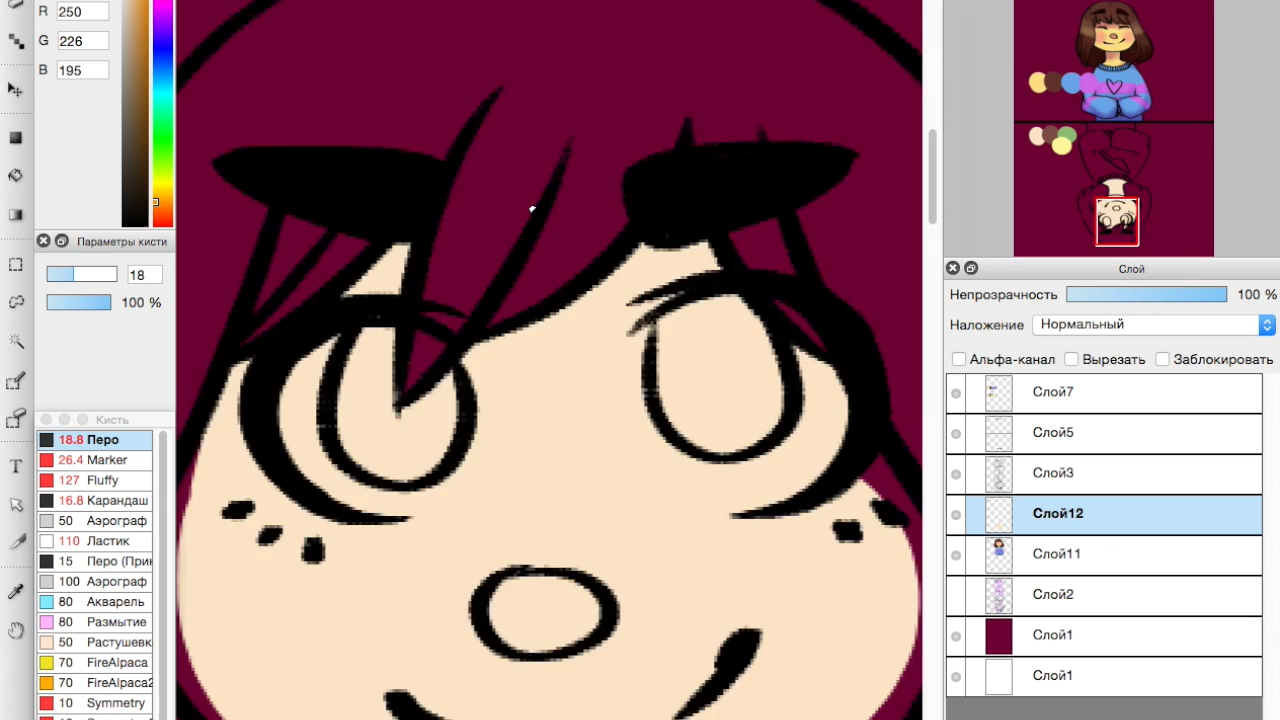 R 250
G 226
B 195
Параметры кисти
18
100 %
Кисть
18.8 Перо
26.4 Marker
127 Fluffy
16.8 Карандаш
50 Аэрограф
110 Ластик
15 Перо (При
100 Аэрограф
80 Акварель
80 Размытие
50 Растушевк
70 FireAlpaca
70 FireAlpaca2
10 Symmetry
Слой
Непрозрачность 100 %
Наложение Нормальный
Альфа-канал Вырезать Заблокировать
Слой7
Слой5
Слой3
Слой12
Слой11
Слой2
Слой1
Слой1